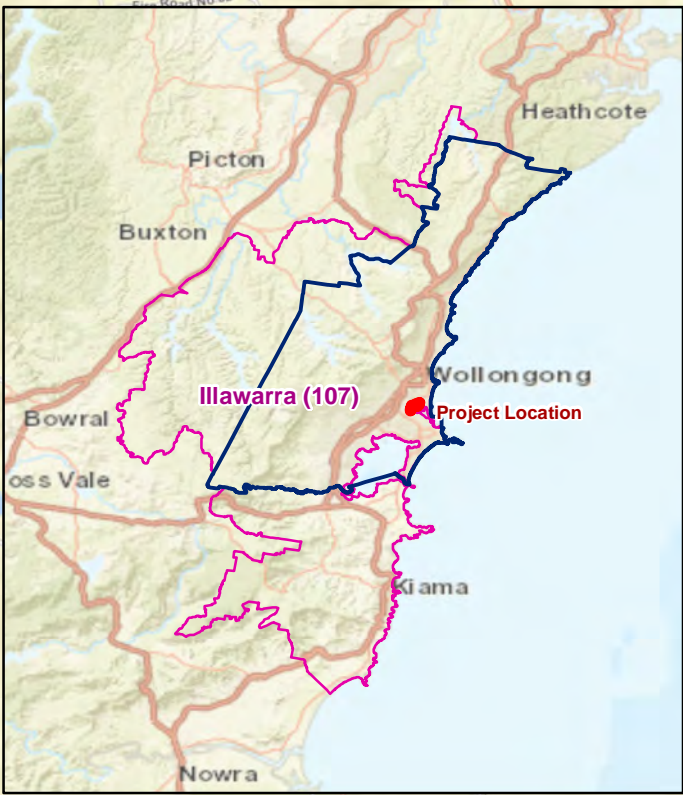 Heathcote
Picton
Buxton
Wollongong
Illawarra (107)
Project Location
Bowral
oss Vale
Kiama
Nowra